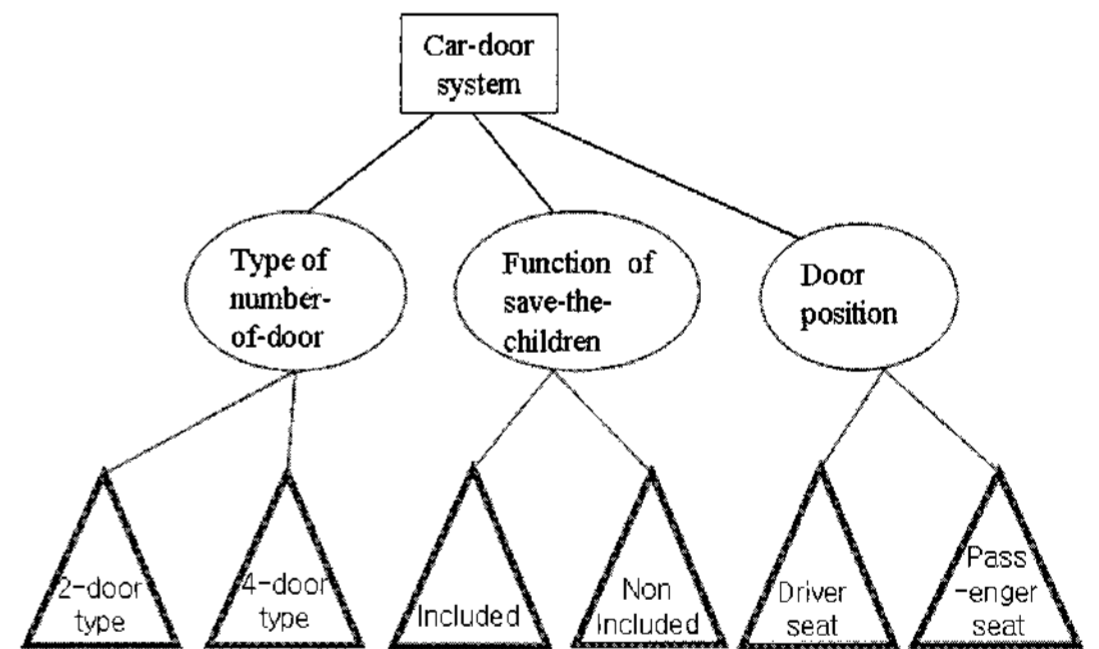 Car-door
system
Type of
number-
of-door
Function of
save-the-
children
Door
position
2-door
type
4-door
type
Included
Non
Included
Driver
seat
Pass
-enger
seat